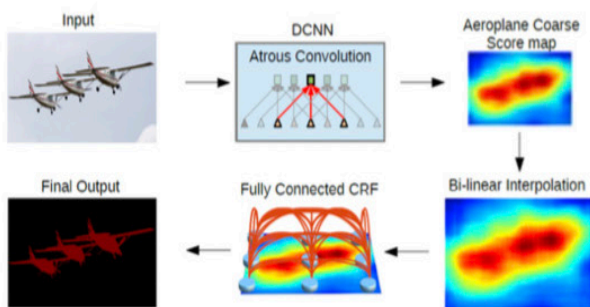 Input
DCNN
Atrous Convolution
Aeroplane Coarse
Score map
Final Output
Fully Connected CRF
Bi-linear Interpolation